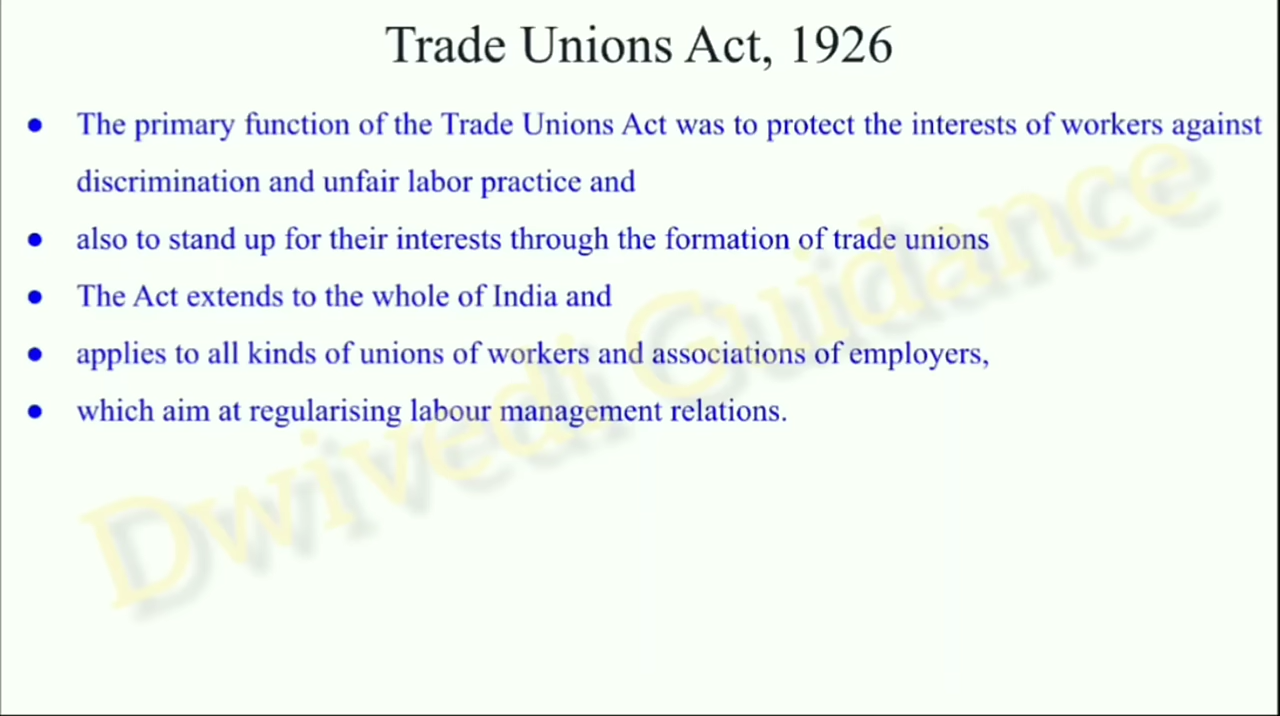 Trade Unions Act, 1926
● The primary function of the Trade Unions Act was to protect the interests of workers against
discrimination and unfair labor practice and
● also to stand up for their interests through the formation of trade unions
● The Act extends to the whole of India and
● applies to all kinds of unions of workers and associations of employers,
● which aim at regularising labour management relations.
Dwivedi Guidance